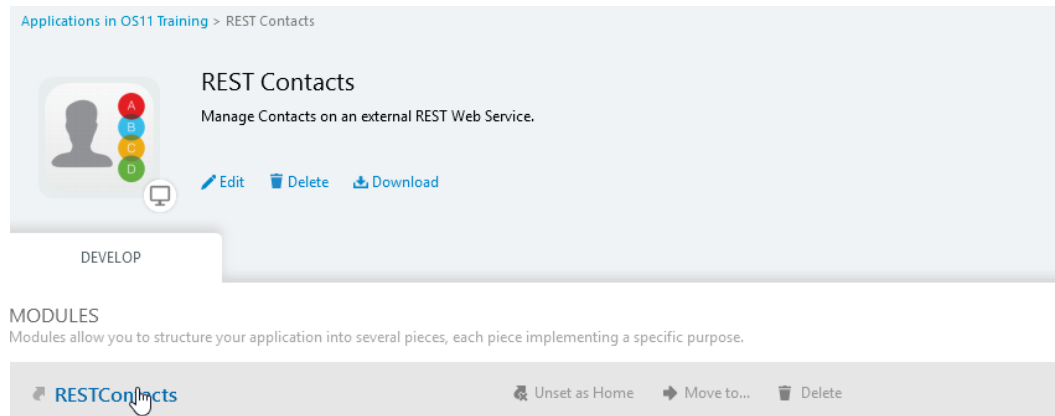 Applications in OS11 Training > REST Contacts
REST Contacts
Manage Contacts on an external REST Web Service.
A
B
C
D
Edit Delete Download
DEVELOP
MODULES
Modules allow you to structure your application into several pieces, each piece implementing a specific purpose.
RESTContacts Unset as Home Move to... Delete